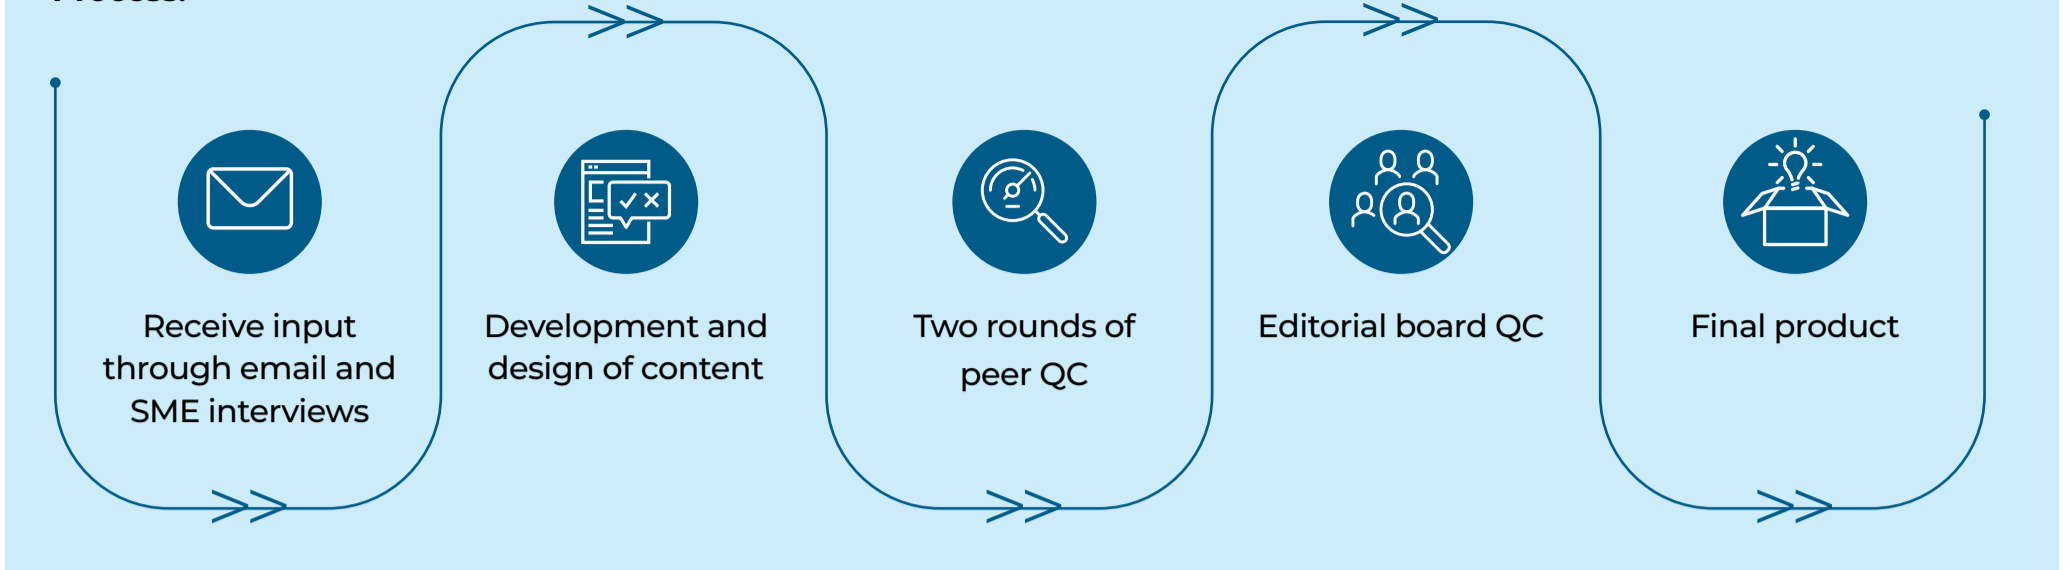 Process:
Receive input
through email and
SME interviews
Development and
design of content
Two rounds of
peer QC
Editorial board QC
Final product